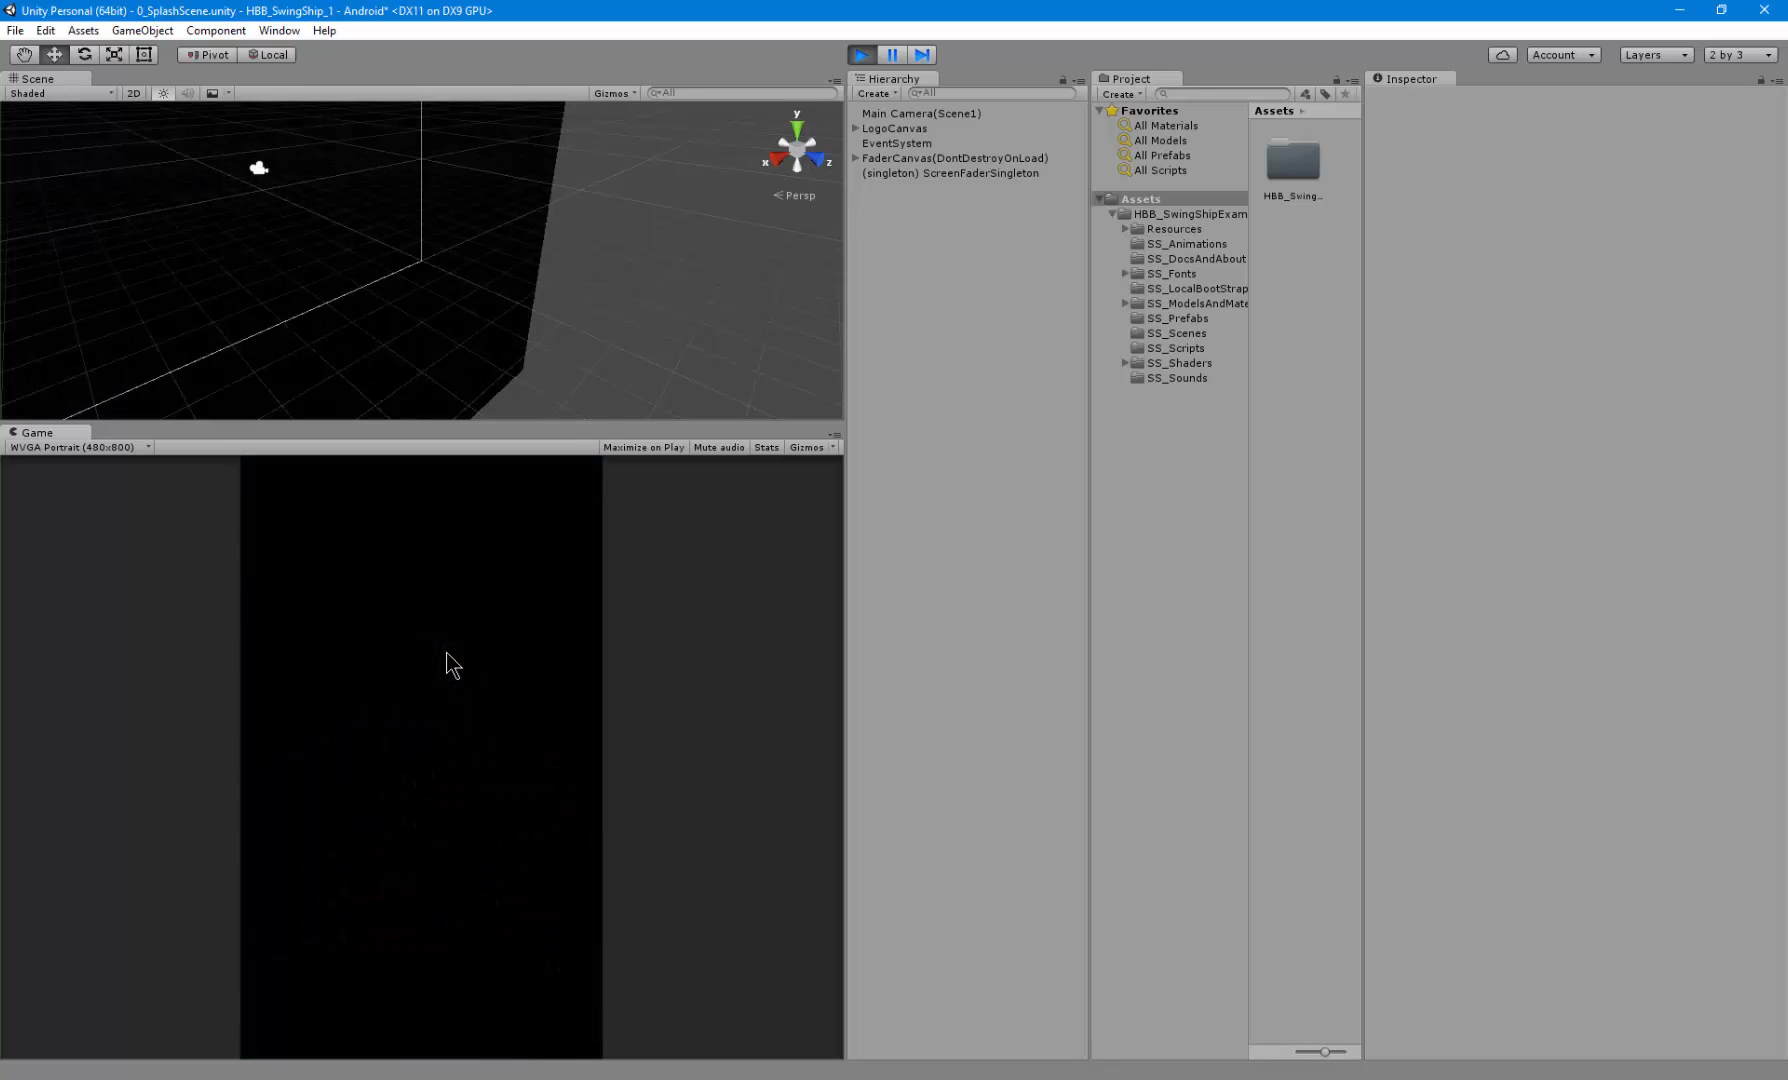 Unity Personal (64bit) - 0_SplashScene.unity - HBB_SwingShip_1 - Android* <DX11 on DX9 GPU>
File Edit Assets GameObject Component Window Help
Pivot Local
Account Layers 2 by 3
Scene
Shaded 2D Gizmos All
y
x z
Persp
Game
WVGA Portrait (480x800) Maximize on Play Mute audio Stats Gizmos
Hierarchy
Create All
Main Camera(Scene1)
LogoCanvas
EventSystem
FaderCanvas(DontDestroyOnLoad)
(singleton) ScreenFaderSingleton
Project
Create
Favorites
All Materials
All Models
All Prefabs
All Scripts
Assets
HBB_SwingShipExam
Resources
SS_Animations
SS_DocsAndAbout
SS_Fonts
SS_LocalBootStrap
SS_ModelsAndMate
SS_Prefabs
SS_Scenes
SS_Scripts
SS_Shaders
SS_Sounds
Assets
HBB_Swing...
Inspector